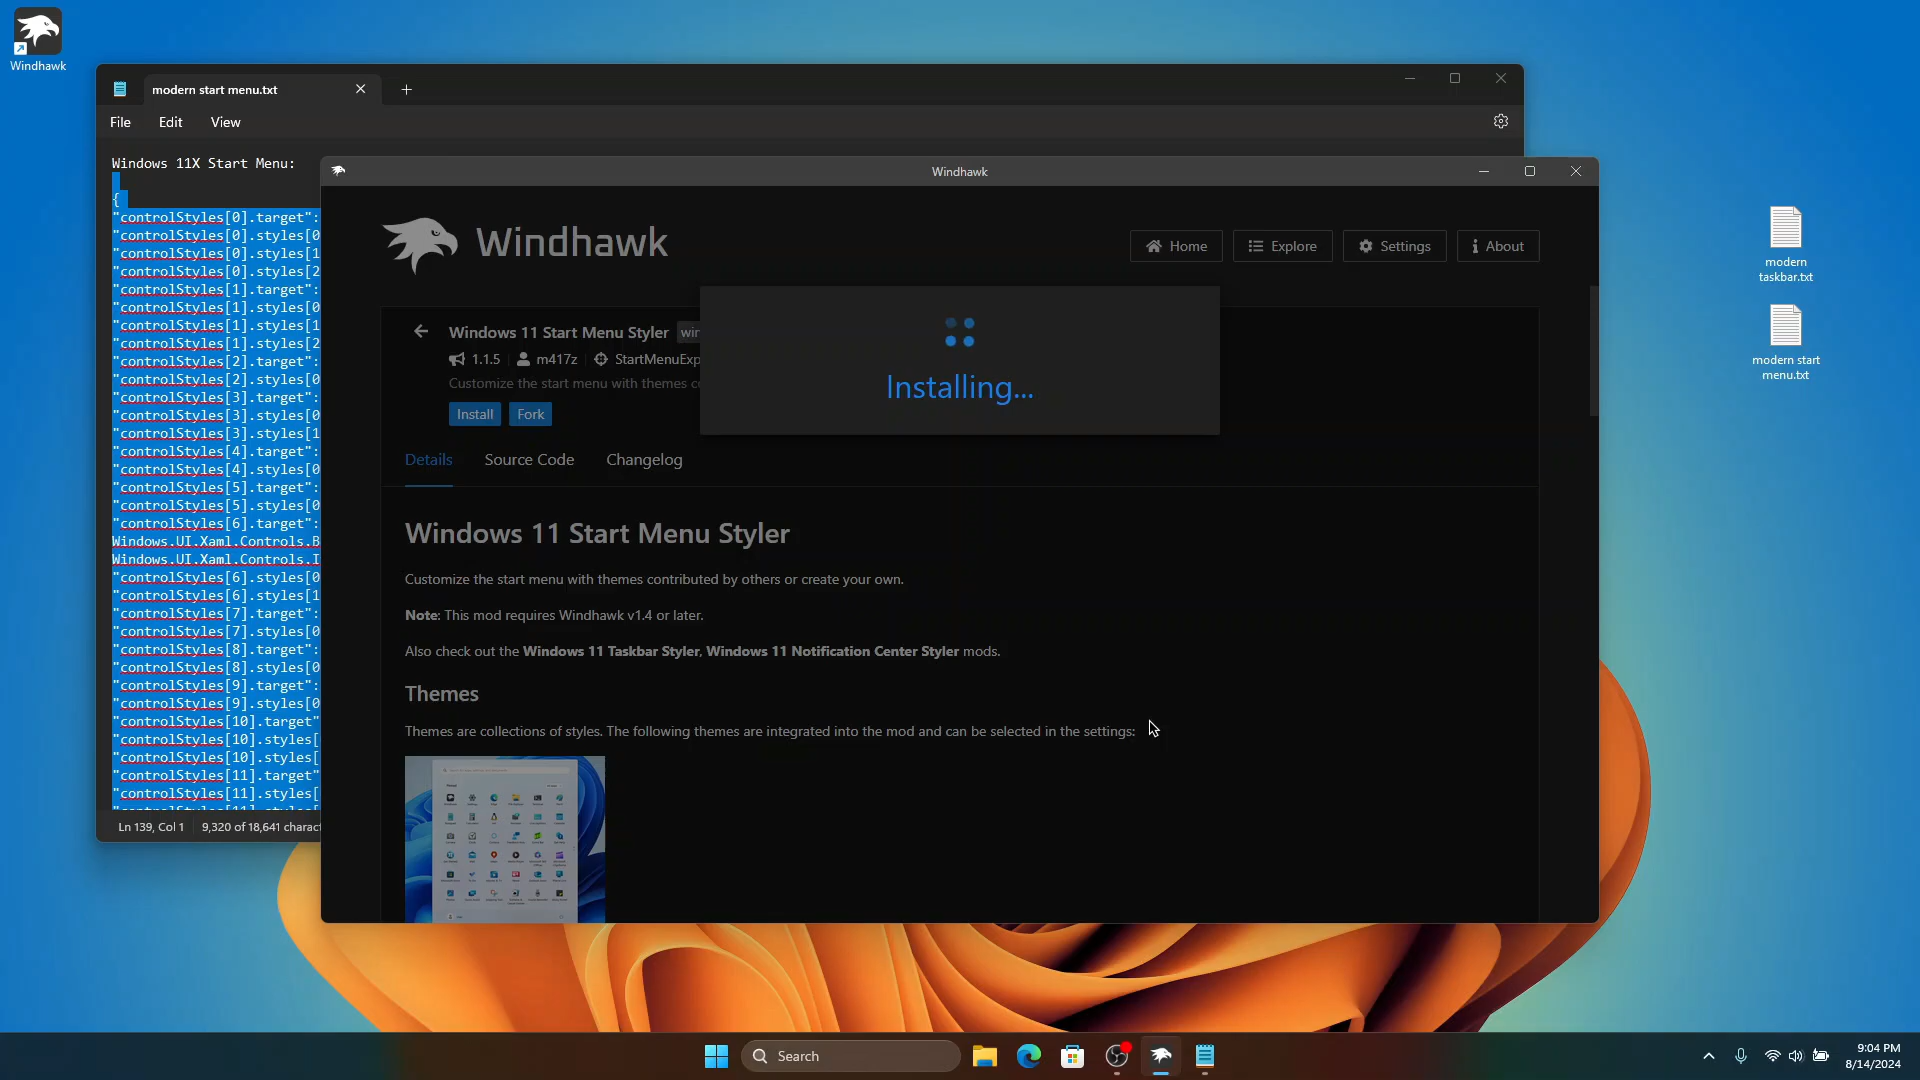 Windhawk
modern start menu.txt
File Edit View
Windows 11X Start Menu:
{
"controlStyles[0].target":
"controlStyles[0].styles[0
"controlStyles[0].styles[1
"controlStyles[0].styles[2
"controlStyles[1].target":
"controlStyles[1].styles[0
"controlStyles[1].styles[1
"controlStyles[1].styles[2
"controlStyles[2].target":
"controlStyles[2].styles[0
"controlStyles[3].target":
"controlStyles[3].styles[0
"controlStyles[3].styles[1
"controlStyles[4].target":
"controlStyles[4].styles[0
"controlStyles[5].target":
"controlStyles[5].styles[0
"controlStyles[6].target":
Windows.UI.Xaml.Controls.B
Windows.UI.Xaml.Controls.I
"controlStyles[6].styles[0
"controlStyles[6].styles[1
"controlStyles[7].target":
"controlStyles[7].styles[0
"controlStyles[8].target":
"controlStyles[8].styles[0
"controlStyles[9].target":
"controlStyles[9].styles[0
"controlStyles[10].target"
"controlStyles[10].styles[
"controlStyles[10].styles[
"controlStyles[11].target"
"controlStyles[11].styles[
Ln 139, Col 1 9,320 of 18,641 charact
Windhawk
Windhawk
Home Explore Settings About
Windows 11 Start Menu Styler win
1.1.5 m417z StartMenuExp
Customize the start menu with themes co
Install Fork
Installing...
Details Source Code Changelog
Windows 11 Start Menu Styler
Customize the start menu with themes contributed by others or create your own.
Note: This mod requires Windhawk v1.4 or later.
Also check out the Windows 11 Taskbar Styler, Windows 11 Notification Center Styler mods.
Themes
Themes are collections of styles. The following themes are integrated into the mod and can be selected in the settings:
modern
taskbar.txt
modern start
menu.txt
Search
9:04 PM
8/14/2024